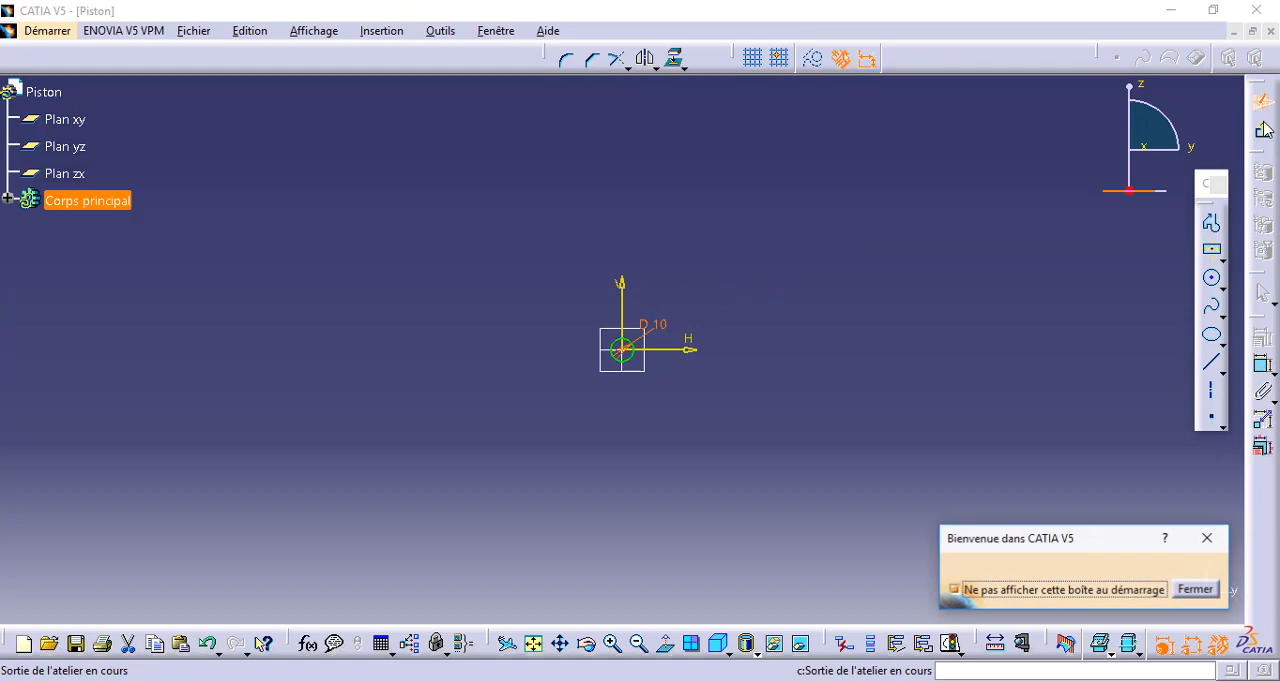 CATIA V5 - [Piston]
Démarrer ENOVIA V5 VPM Fichier Edition Affichage Insertion Outils Fenêtre Aide
Piston
Plan xy
Plan yz
Plan zx
Corps principal
z
x
y
C
V
D 10
H
Bienvenue dans CATIA V5 ?
Ne pas afficher cette boîte au démarrage Fermer
y
f(x)
CATIA
Sortie de l'atelier en cours c:Sortie de l'atelier en cours